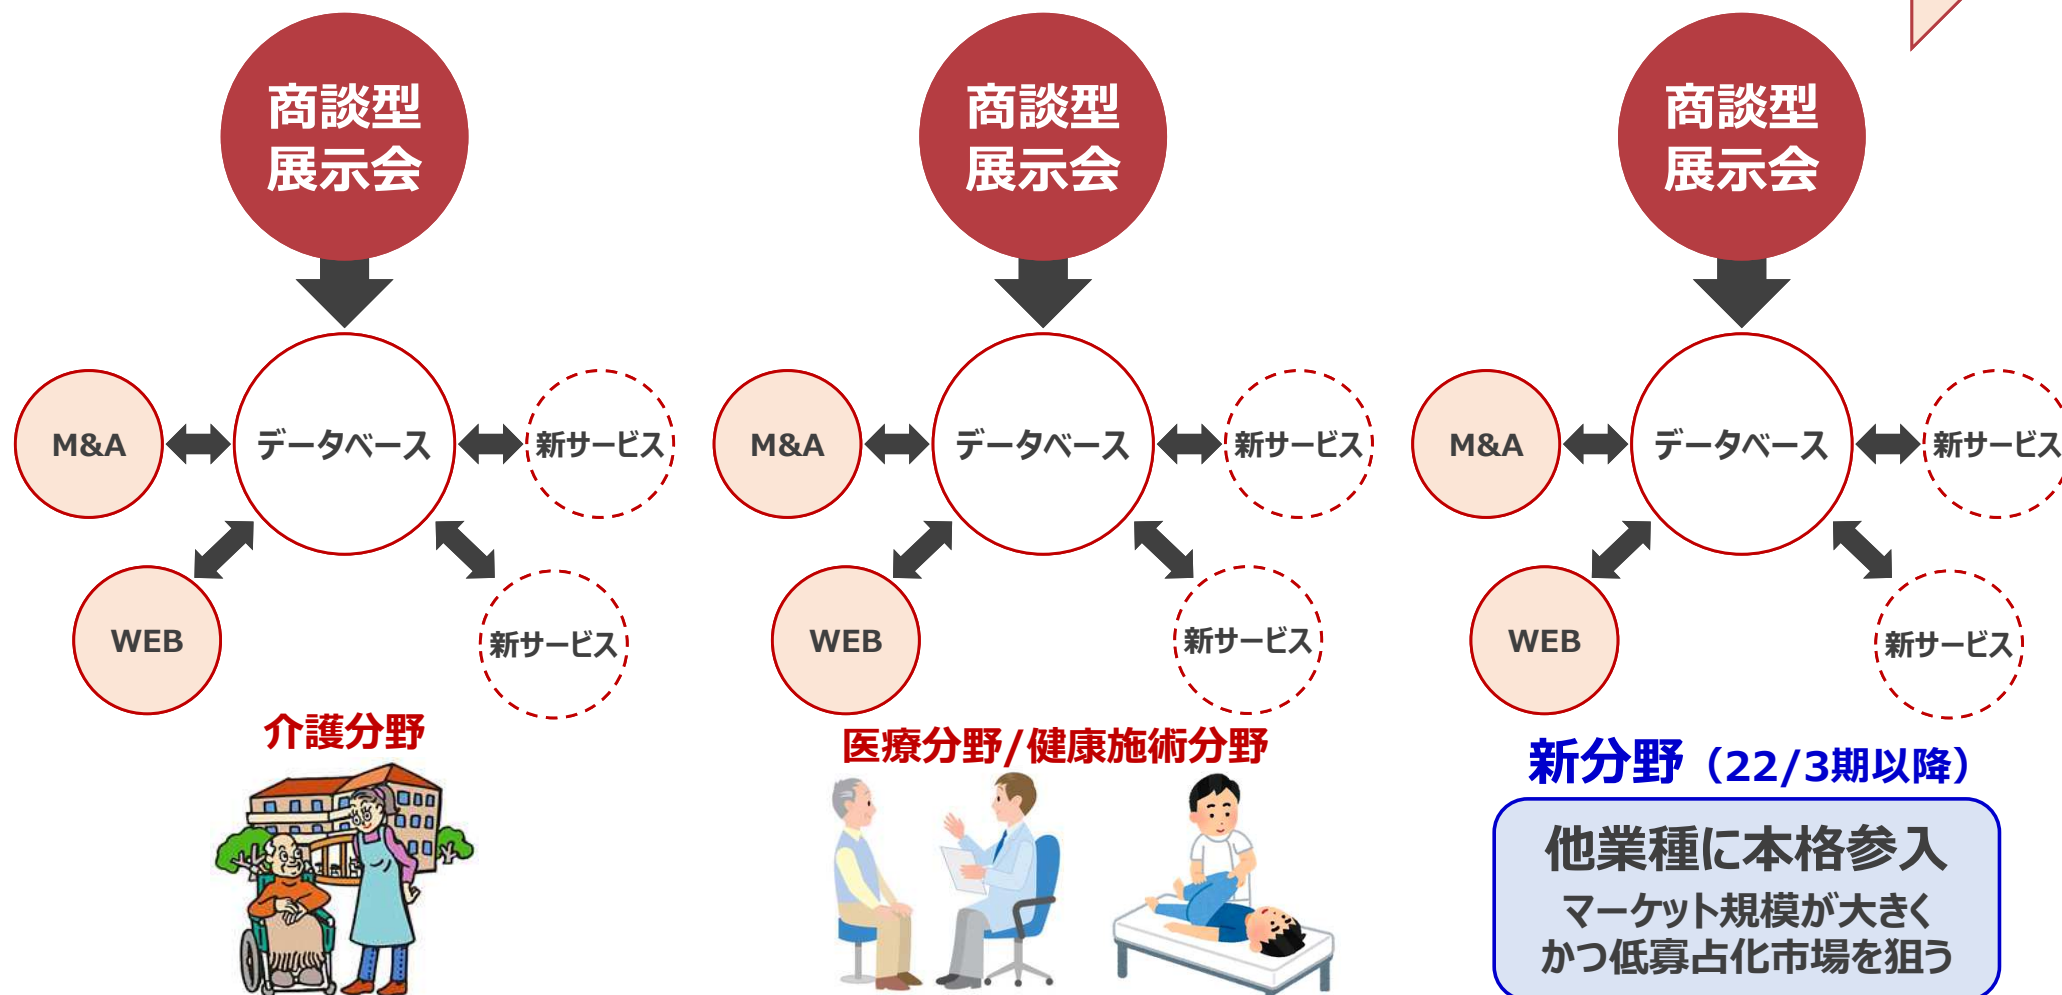 商談型
展示会
M&A
データベース
新サービス
WEB
新サービス
介護分野
商談型
展示会
M&A
データベース
新サービス
WEB
新サービス
医療分野/健康施術分野
商談型
展示会
M&A
データベース
新サービス
WEB
新サービス
新分野（22/3期以降）
他業種に本格参入
マーケット規模が大きく
かつ低寡占化市場を狙う